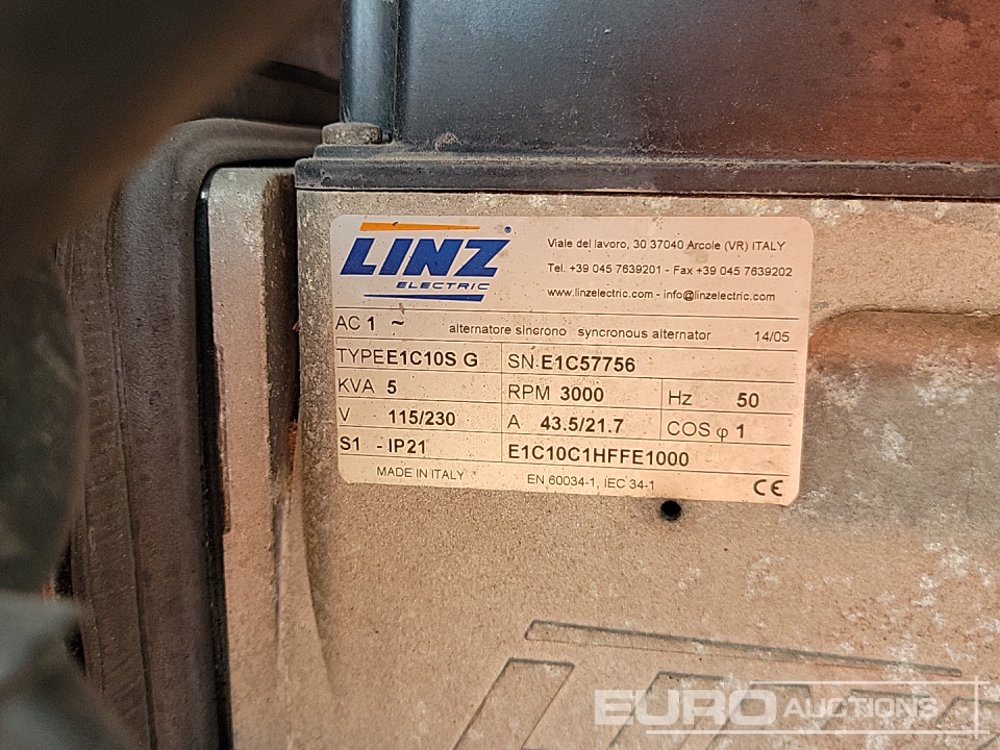 LINZ®
ELECTRIC
Viale del lavoro, 30 37040 Arcole (VR) ITALY
Tel. +39 045 7639201 - Fax +39 045 7639202
www.linzelectric.com - info@linzelectric.com
AC 1 ~ alternatore sincrono syncronous alternator 14/05
TYPE E1C10S G SN E1C57756
KVA 5 RPM 3000 Hz 50
V 115/230 A 43.5/21.7 COS φ 1
S1 - IP21 E1C10C1HFFE1000
MADE IN ITALY EN 60034-1, IEC 34-1 CE
EURO AUCTIONS